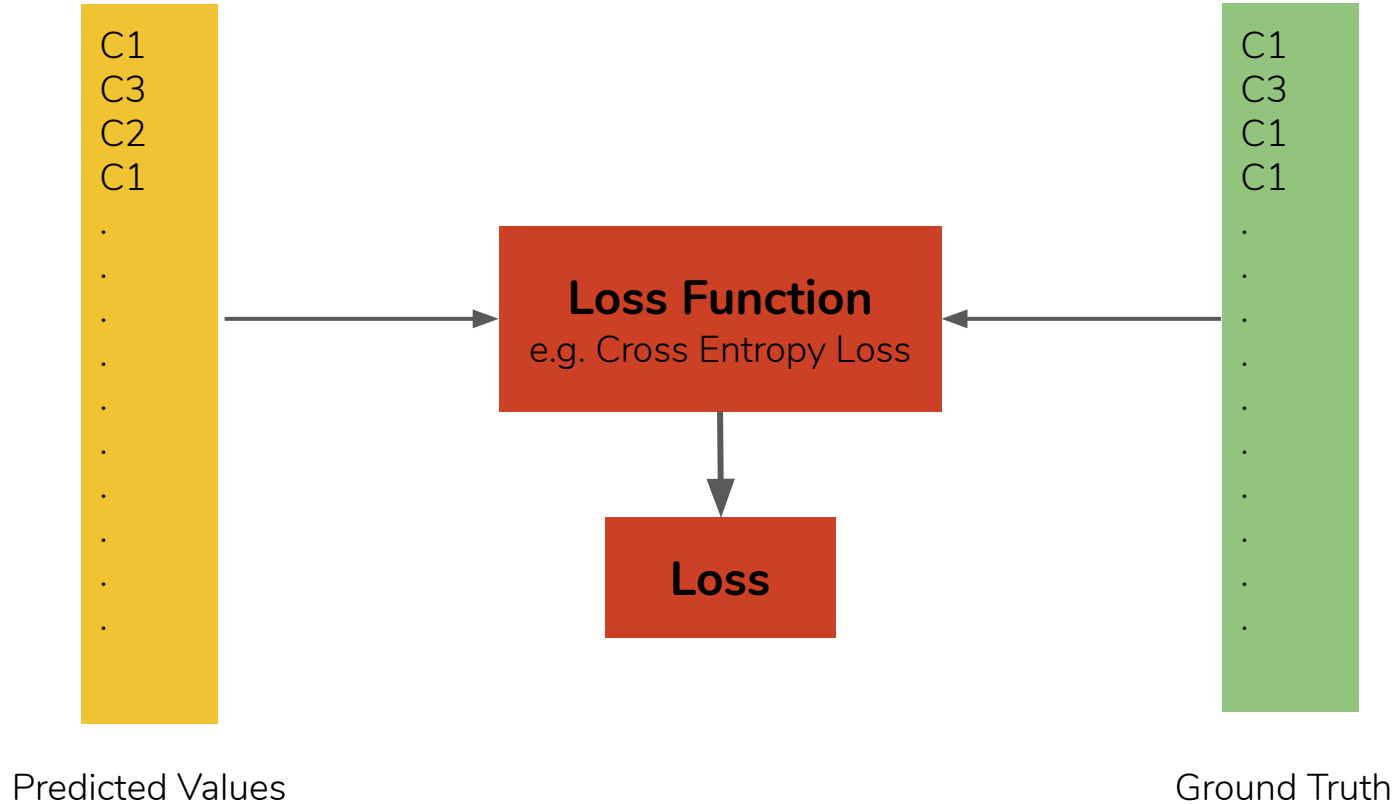 C1
C3
C2
C1
.
.
.
.
.
.
.
.
.
.
Predicted Values
Loss Function
e.g. Cross Entropy Loss
Loss
C1
C3
C1
C1
.
.
.
.
.
.
.
.
.
.
Ground Truth